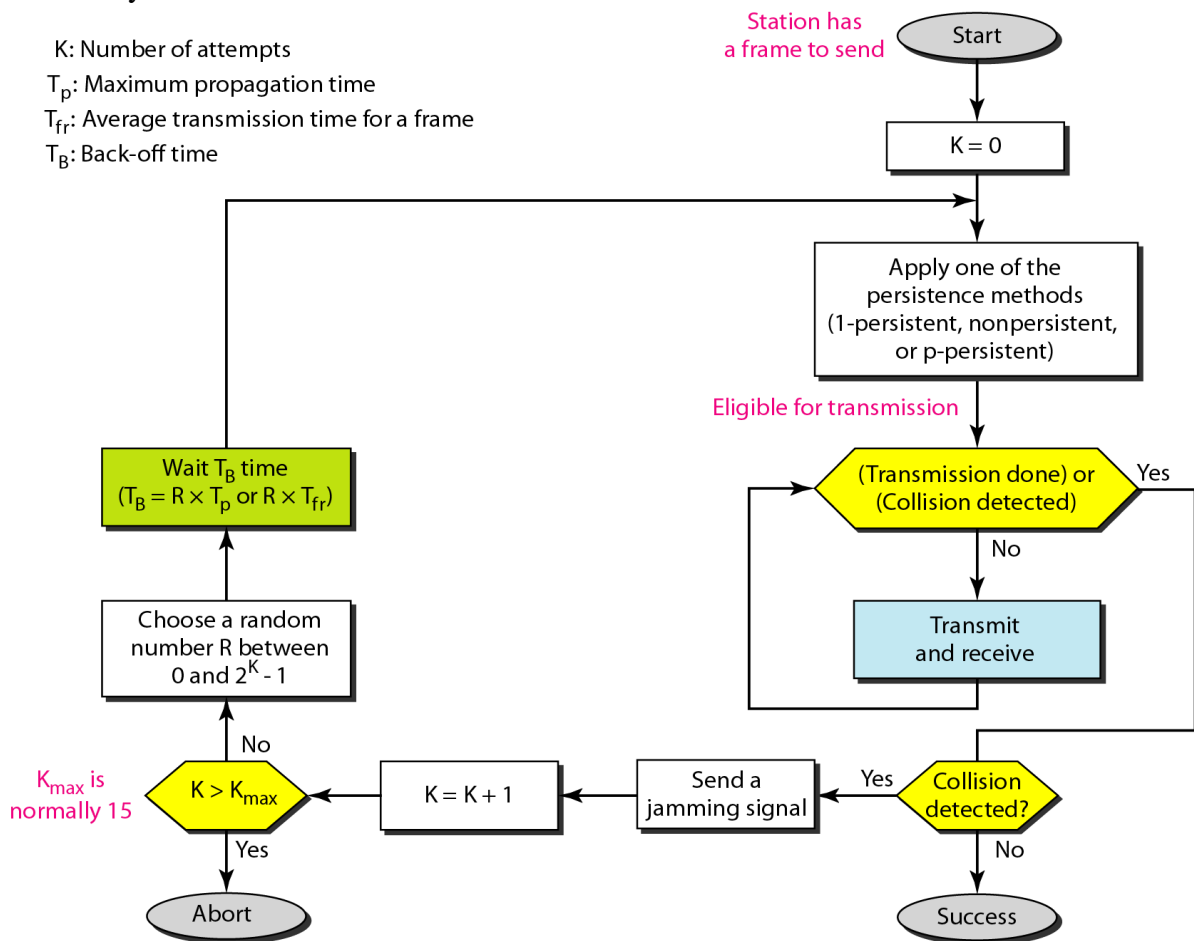 K: Number of attempts
Tp: Maximum propagation time
Tfr: Average transmission time for a frame
TB: Back-off time
Station has
a frame to send
Start
K = 0
Apply one of the
persistence methods
(1-persistent, nonpersistent,
or p-persistent)
Eligible for transmission
(Transmission done) or
(Collision detected)
Yes
No
Transmit
and receive
Collision
detected?
No
Success
Yes
Send a
jamming signal
K = K + 1
K > Kmax
Kmax is
normally 15
Yes
Abort
No
Choose a random
number R between
0 and 2^K - 1
Wait TB time
(TB = R × Tp or R × Tfr)